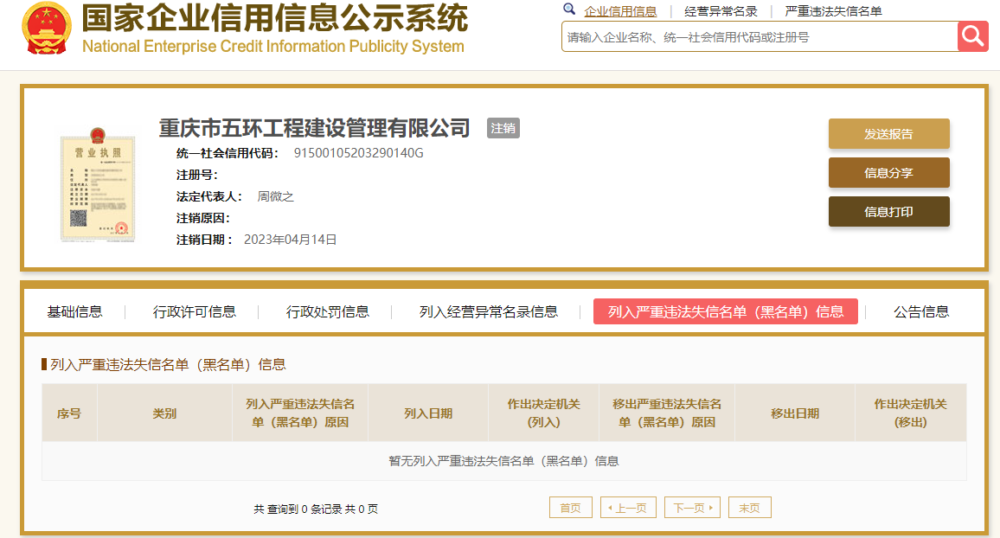 国家企业信用信息公示系统
National Enterprise Credit Information Publicity System
企业信用信息 | 经营异常名录 | 严重违法失信名单
请输入企业名称、统一社会信用代码或注册号
重庆市五环工程建设管理有限公司 注销
统一社会信用代码: 91500105203290140G
注册号:
法定代表人: 周微之
注销原因:
注销日期: 2023年04月14日
营业执照
发送报告
信息分享
信息打印
基础信息 行政许可信息 行政处罚信息 列入经营异常名录信息 列入严重违法失信名单（黑名单）信息 公告信息
列入严重违法失信名单（黑名单）信息
序号 类别 列入严重违法失信名单（黑名单）原因 列入日期 作出决定机关(列入) 移出严重违法失信名单（黑名单）原因 移出日期 作出决定机关(移出)
暂无列入严重违法失信名单（黑名单）信息
共 查询到 0 条记录 共 0 页 首页 上一页 下一页 末页